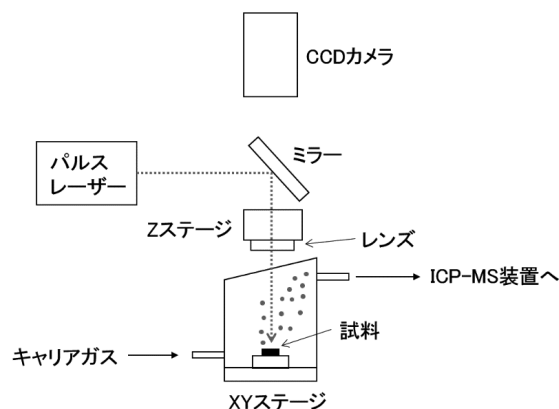 CCDカメラ
ミラー
パルス
レーザー
Zステージ
レンズ
ICP-MS装置へ
試料
キャリアガス
XYステージ